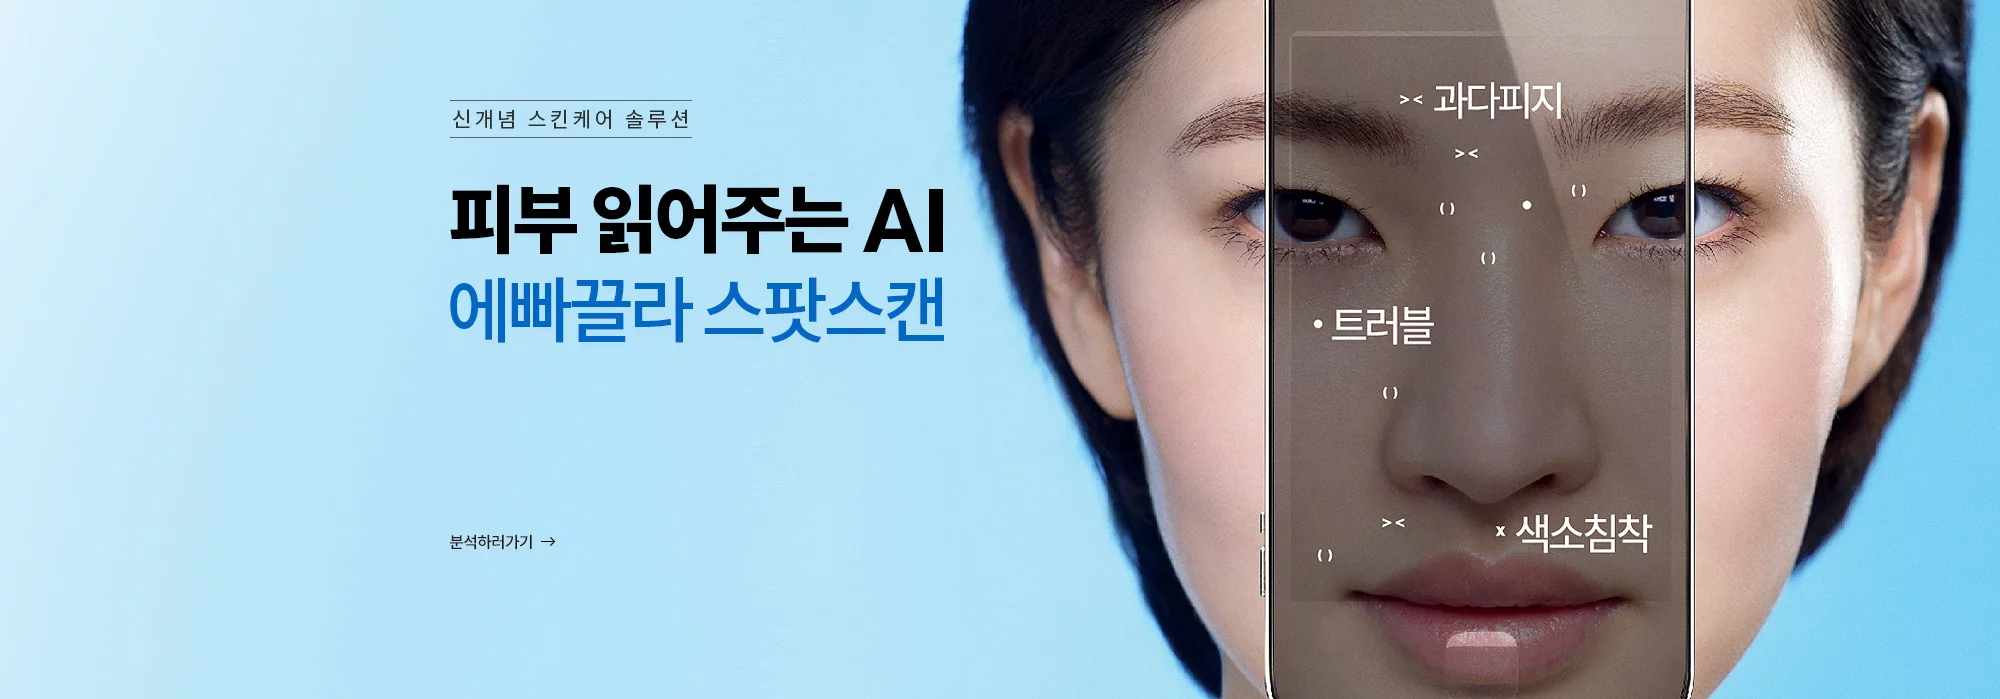 신개념 스킨케어 솔루션
피부 읽어주는 AI
에빠끌라 스팟스캔
분석하러가기 →
>< 과다피지
><
( )
( )
( )
• 트러블
( )
><
x 색소침착
( )